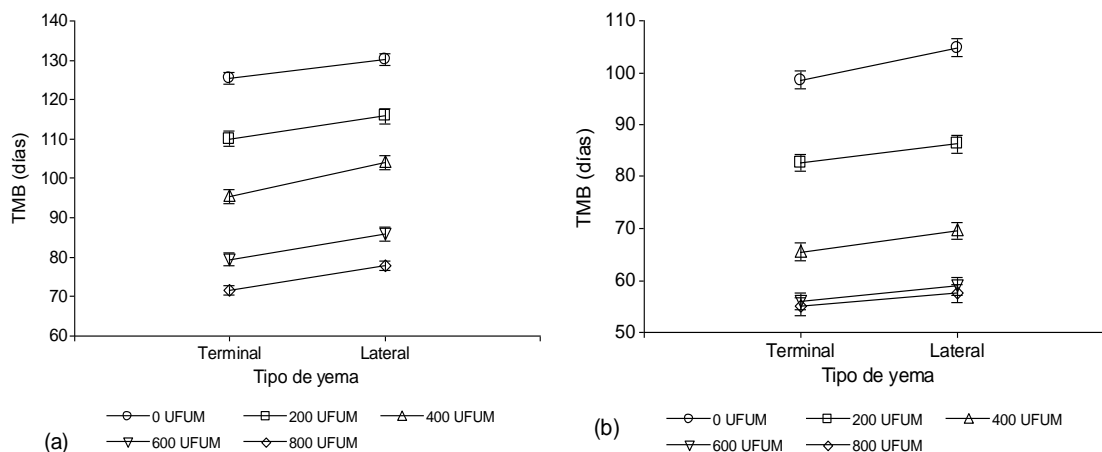 140
130
120
110
100
90
80
70
60
TMB (días)
Terminal Lateral
Tipo de yema
0 UFUM 200 UFUM 400 UFUM
600 UFUM 800 UFUM
(a)
110
100
90
80
70
60
50
TMB (días)
Terminal Lateral
Tipo de yema
0 UFUM 200 UFUM 400 UFUM
600 UFUM 800 UFUM
(b)